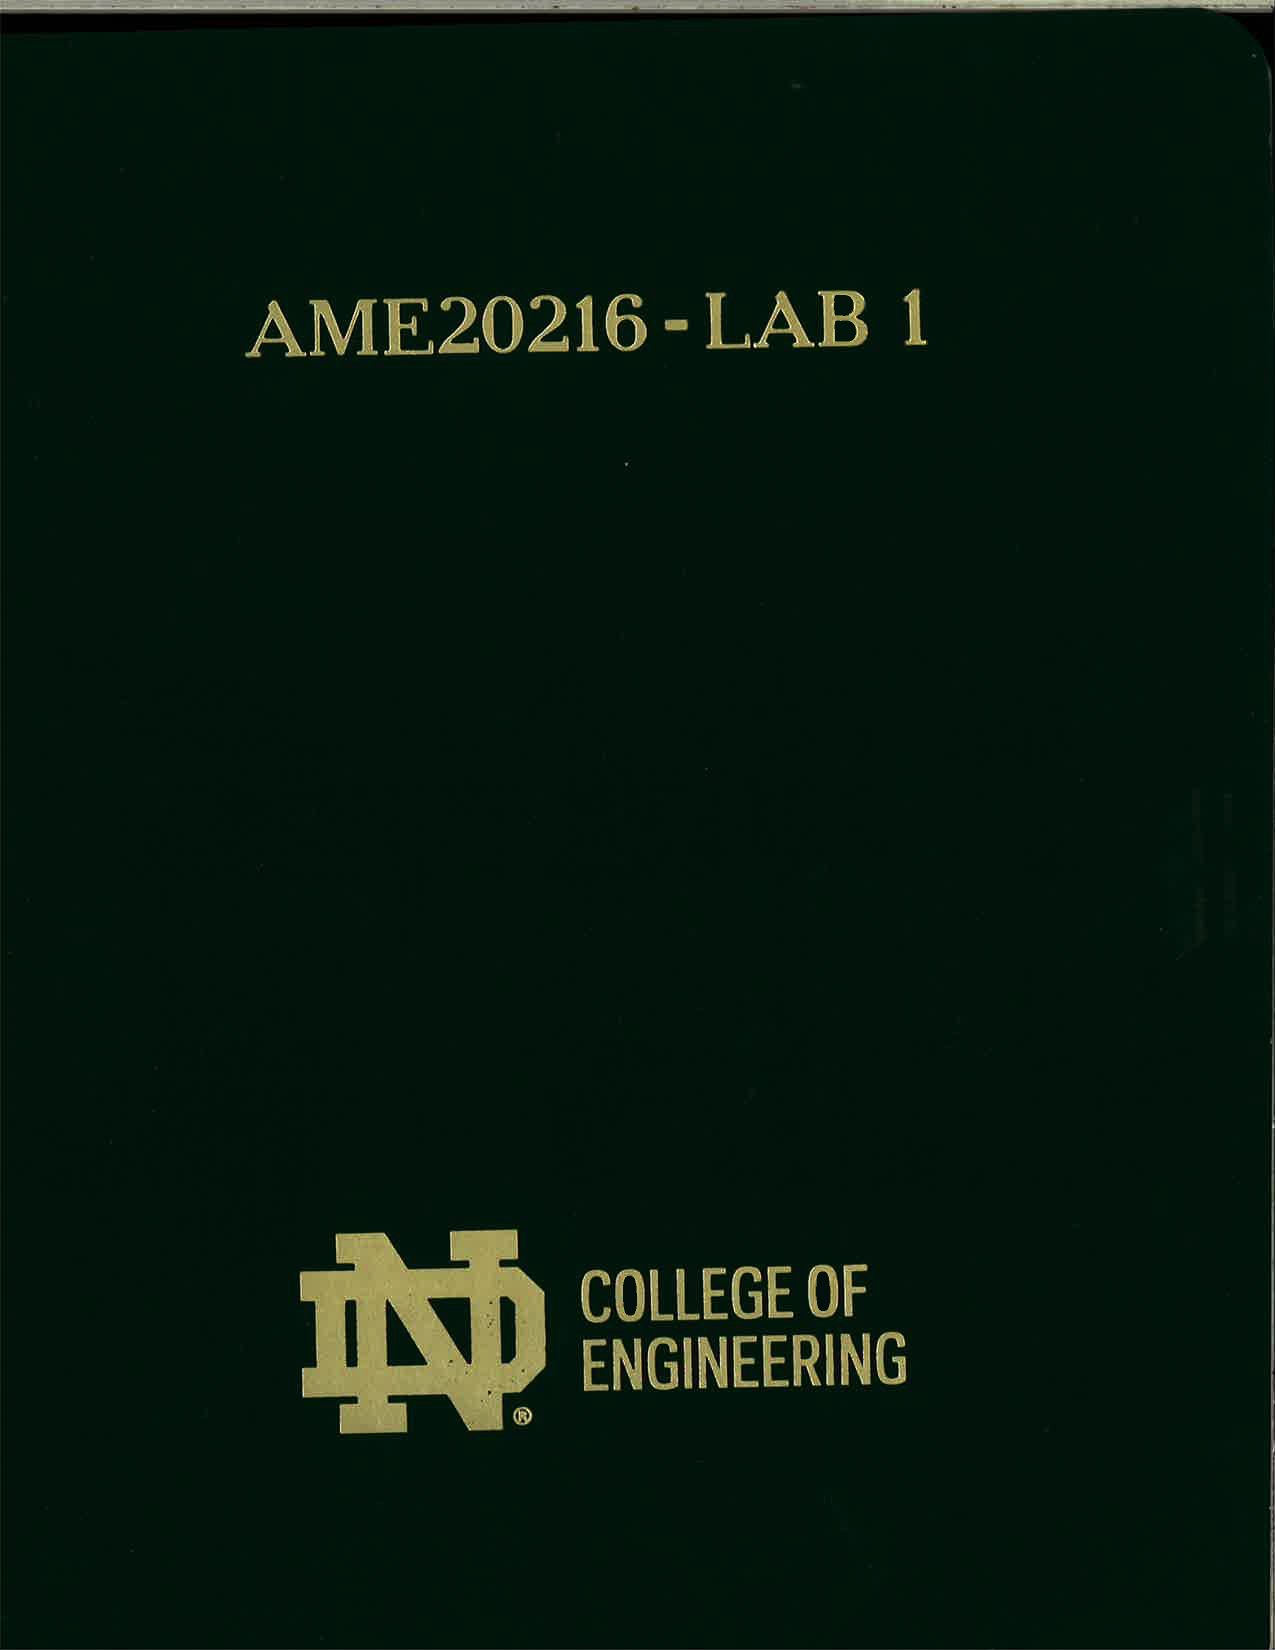 AME20216-LAB 1
ND
®
COLLEGE OF
ENGINEERING